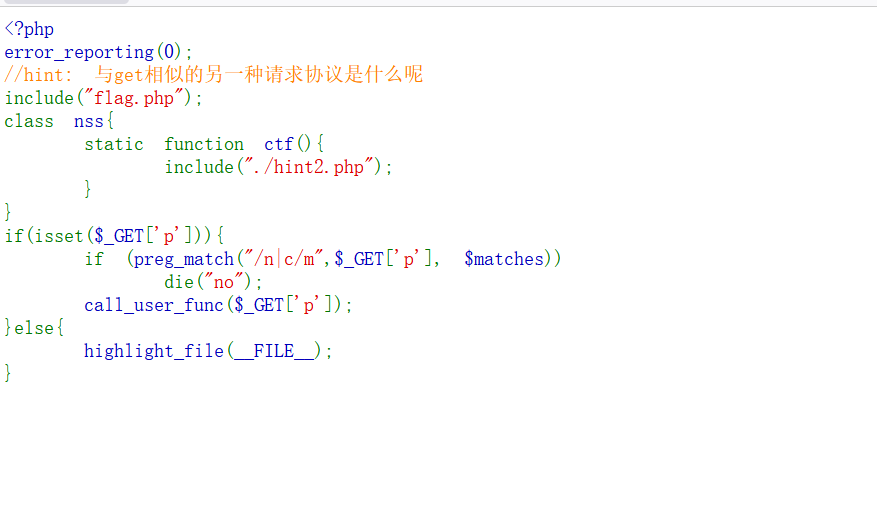 <?php
error_reporting(0);
//hint: 与get相似的另一种请求协议是什么呢
include("flag.php");
class nss{
static function ctf(){
include("./hint2.php");
}
}
if(isset($_GET['p'])){
if (preg_match("/n|c/m",$_GET['p'], $matches))
die("no");
call_user_func($_GET['p']);
}else{
highlight_file(__FILE__);
}